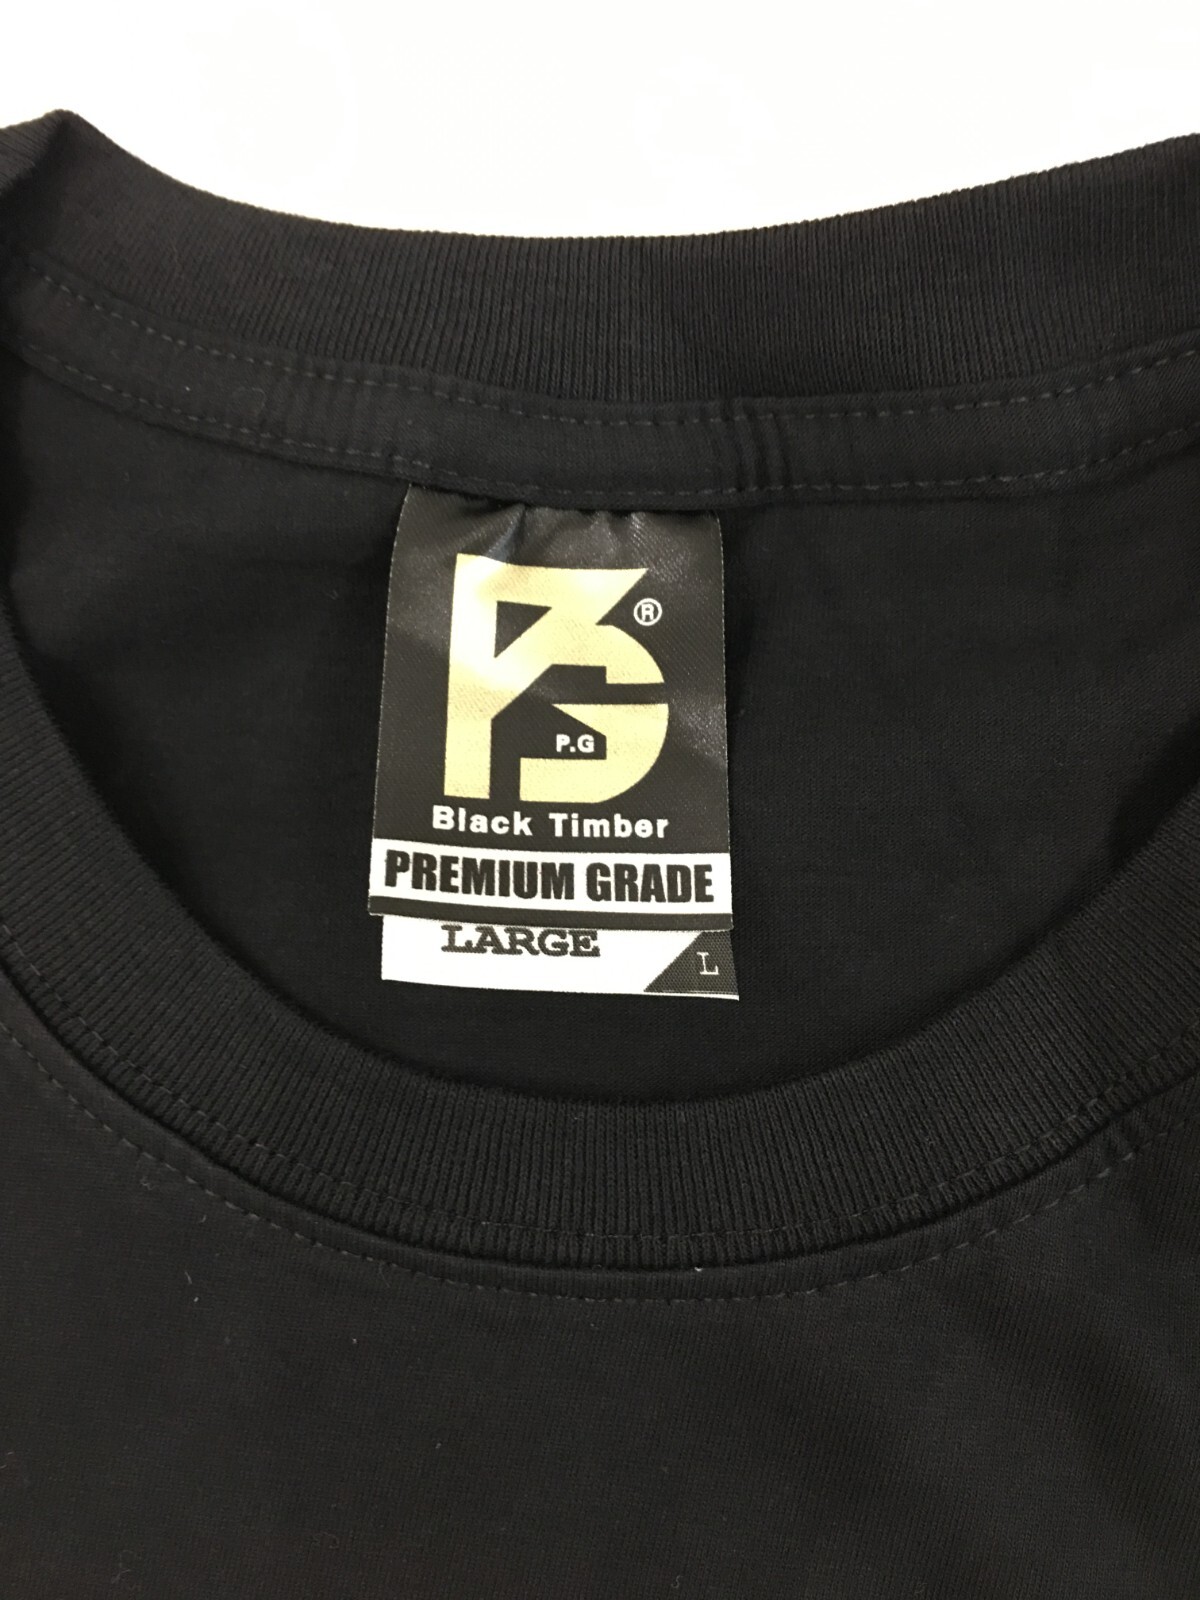 ®
P.G
Black Timber
PREMIUM GRADE
LARGE
L